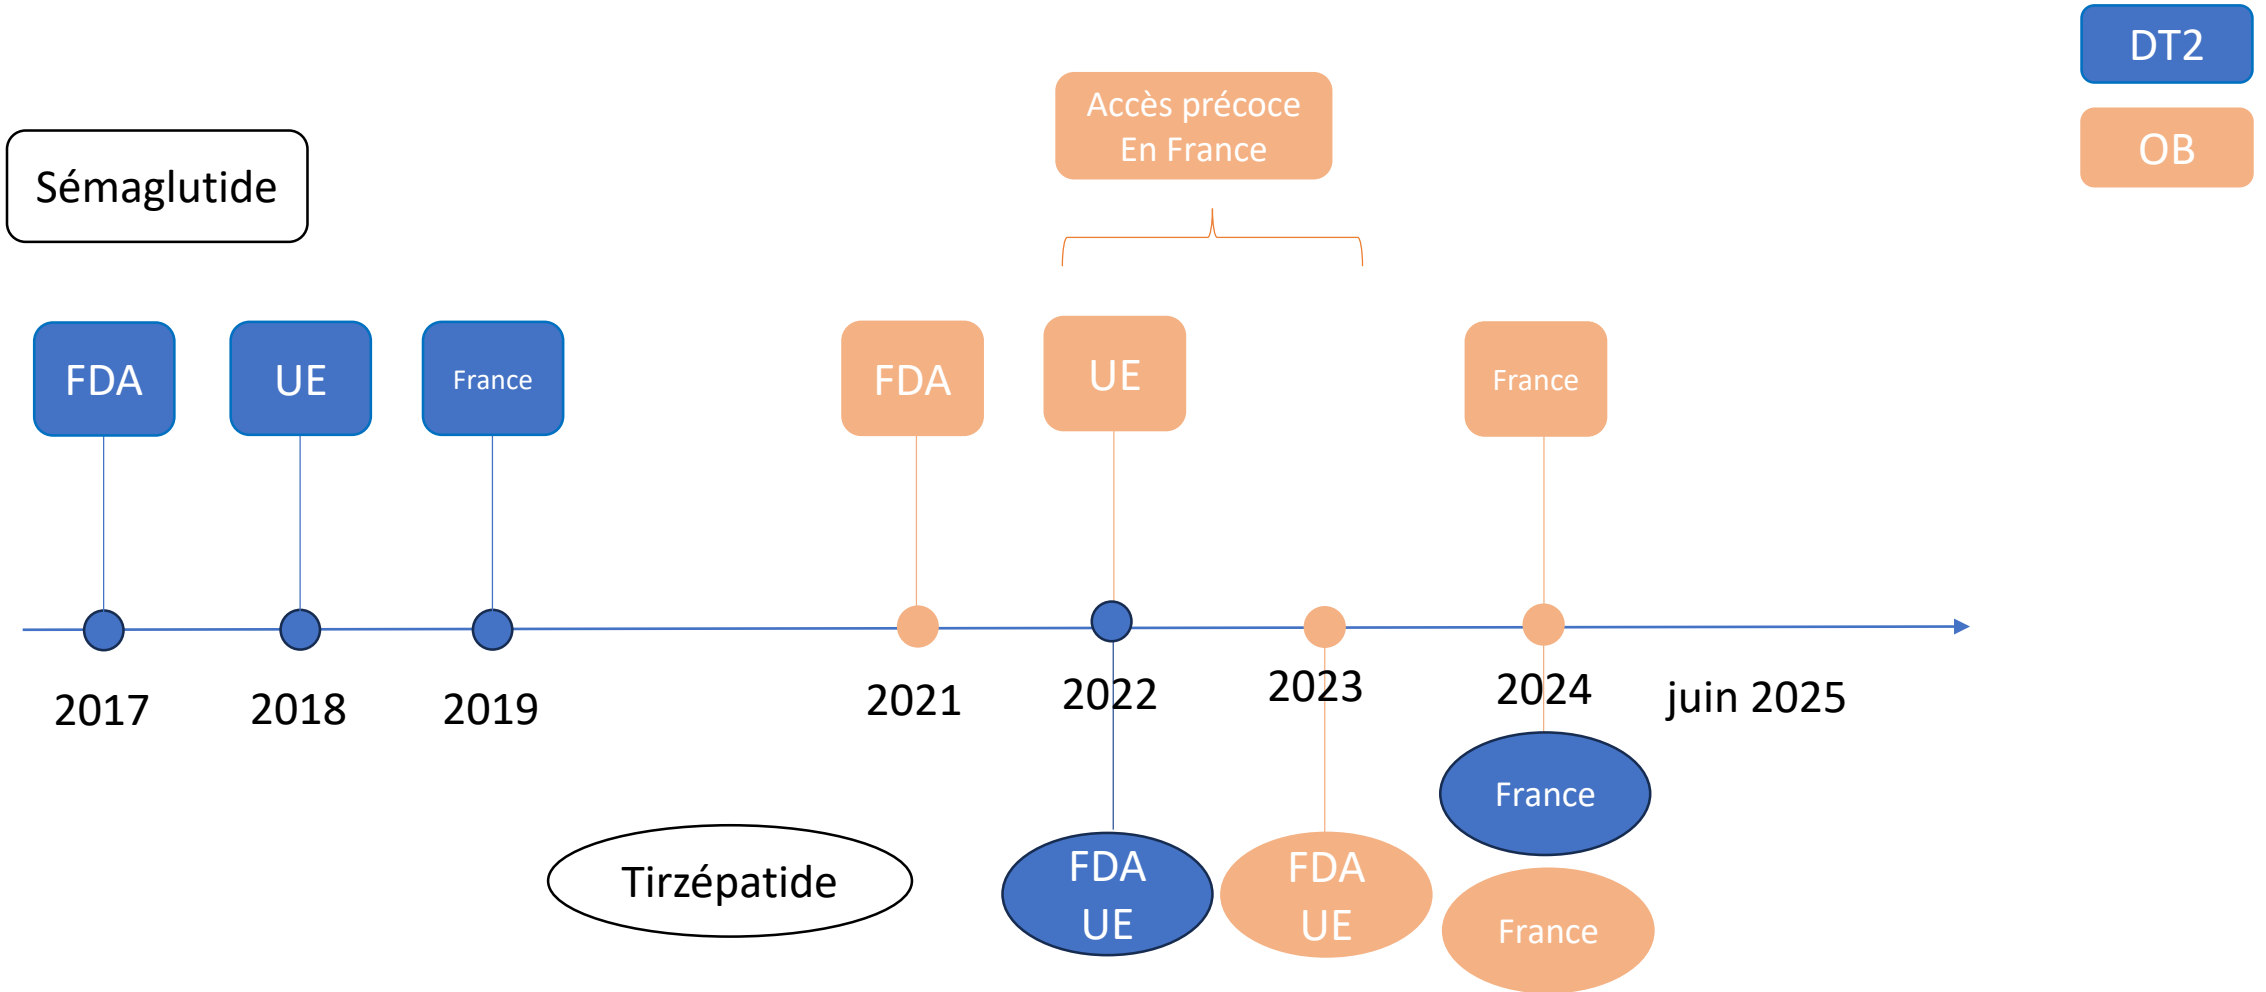 DT2
OB
Accès précoce
En France
Sémaglutide
FDA
UE
France
FDA
UE
France
2017
2018
2019
2021
2022
2023
2024
juin 2025
Tirzépatide
FDA
UE
FDA
UE
France
France